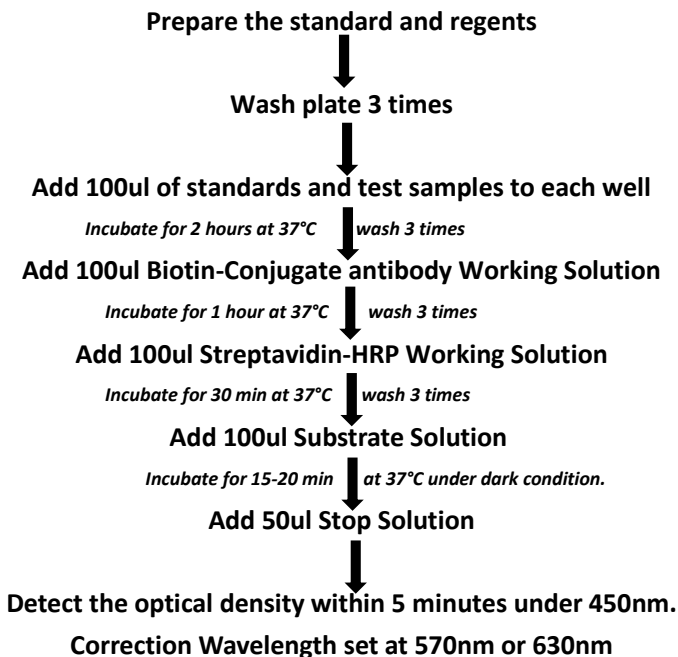 Prepare the standard and regents
Wash plate 3 times
Add 100ul of standards and test samples to each well
Incubate for 2 hours at 37°C wash 3 times
Add 100ul Biotin-Conjugate antibody Working Solution
Incubate for 1 hour at 37°C wash 3 times
Add 100ul Streptavidin-HRP Working Solution
Incubate for 30 min at 37°C wash 3 times
Add 100ul Substrate Solution
Incubate for 15-20 min at 37°C under dark condition.
Add 50ul Stop Solution
Detect the optical density within 5 minutes under 450nm.
Correction Wavelength set at 570nm or 630nm